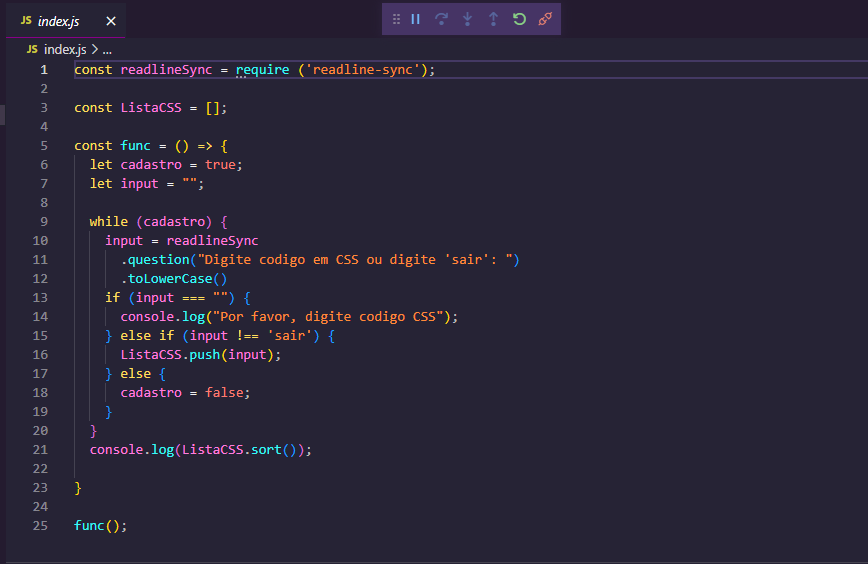 JS index.js ×
JS index.js > ...
1 const readlineSync = require ('readline-sync');
2
3 const ListaCSS = [];
4
5 const func = () => {
6 let cadastro = true;
7 let input = "";
8
9 while (cadastro) {
10 input = readlineSync
11 .question("Digite codigo em CSS ou digite 'sair': ")
12 .toLowerCase()
13 if (input === "") {
14 console.log("Por favor, digite codigo CSS");
15 } else if (input !== 'sair') {
16 ListaCSS.push(input);
17 } else {
18 cadastro = false;
19 }
20 }
21 console.log(ListaCSS.sort());
22
23 }
24
25 func();